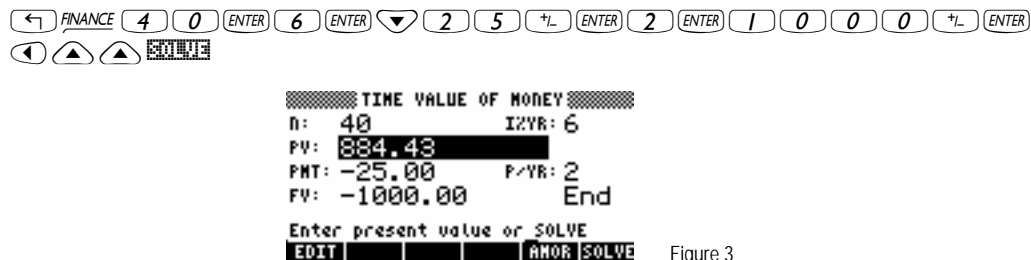 FINANCE 4 0 ENTER 6 ENTER 2 5 +/_ ENTER 2 ENTER 1 0 0 0 +/_ ENTER
SOLVE
TIME VALUE OF MONEY
n: 40 I%YR: 6
PV: 884.43
PMT: -25.00 P/YR: 2
FV: -1000.00 End
Enter present value or SOLVE
EDIT AMOR SOLVE
Figure 3